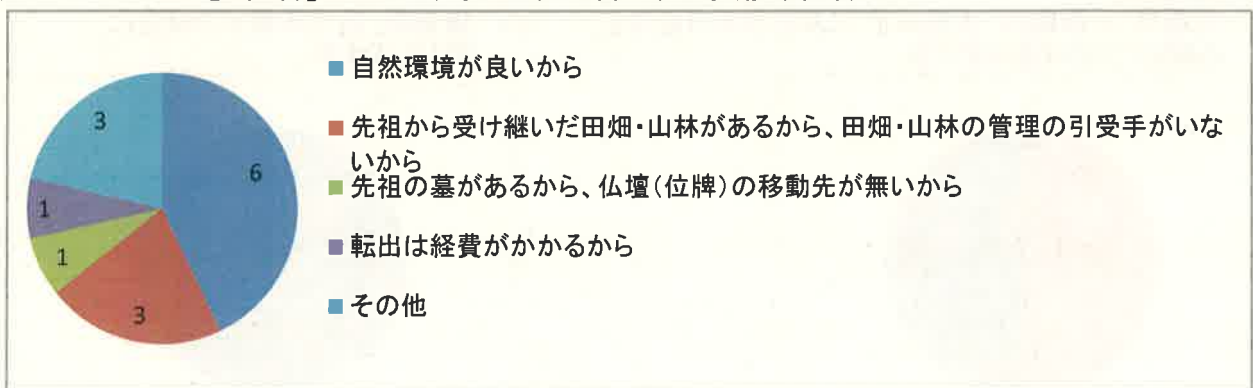 自然環境が良いから
先祖から受け継いだ田畑・山林があるから、田畑・山林の管理の引受手がいな
いから
先祖の墓があるから、仏壇(位牌)の移動先が無いから
転出は経費がかかるから
その他
6
3
1
1
3